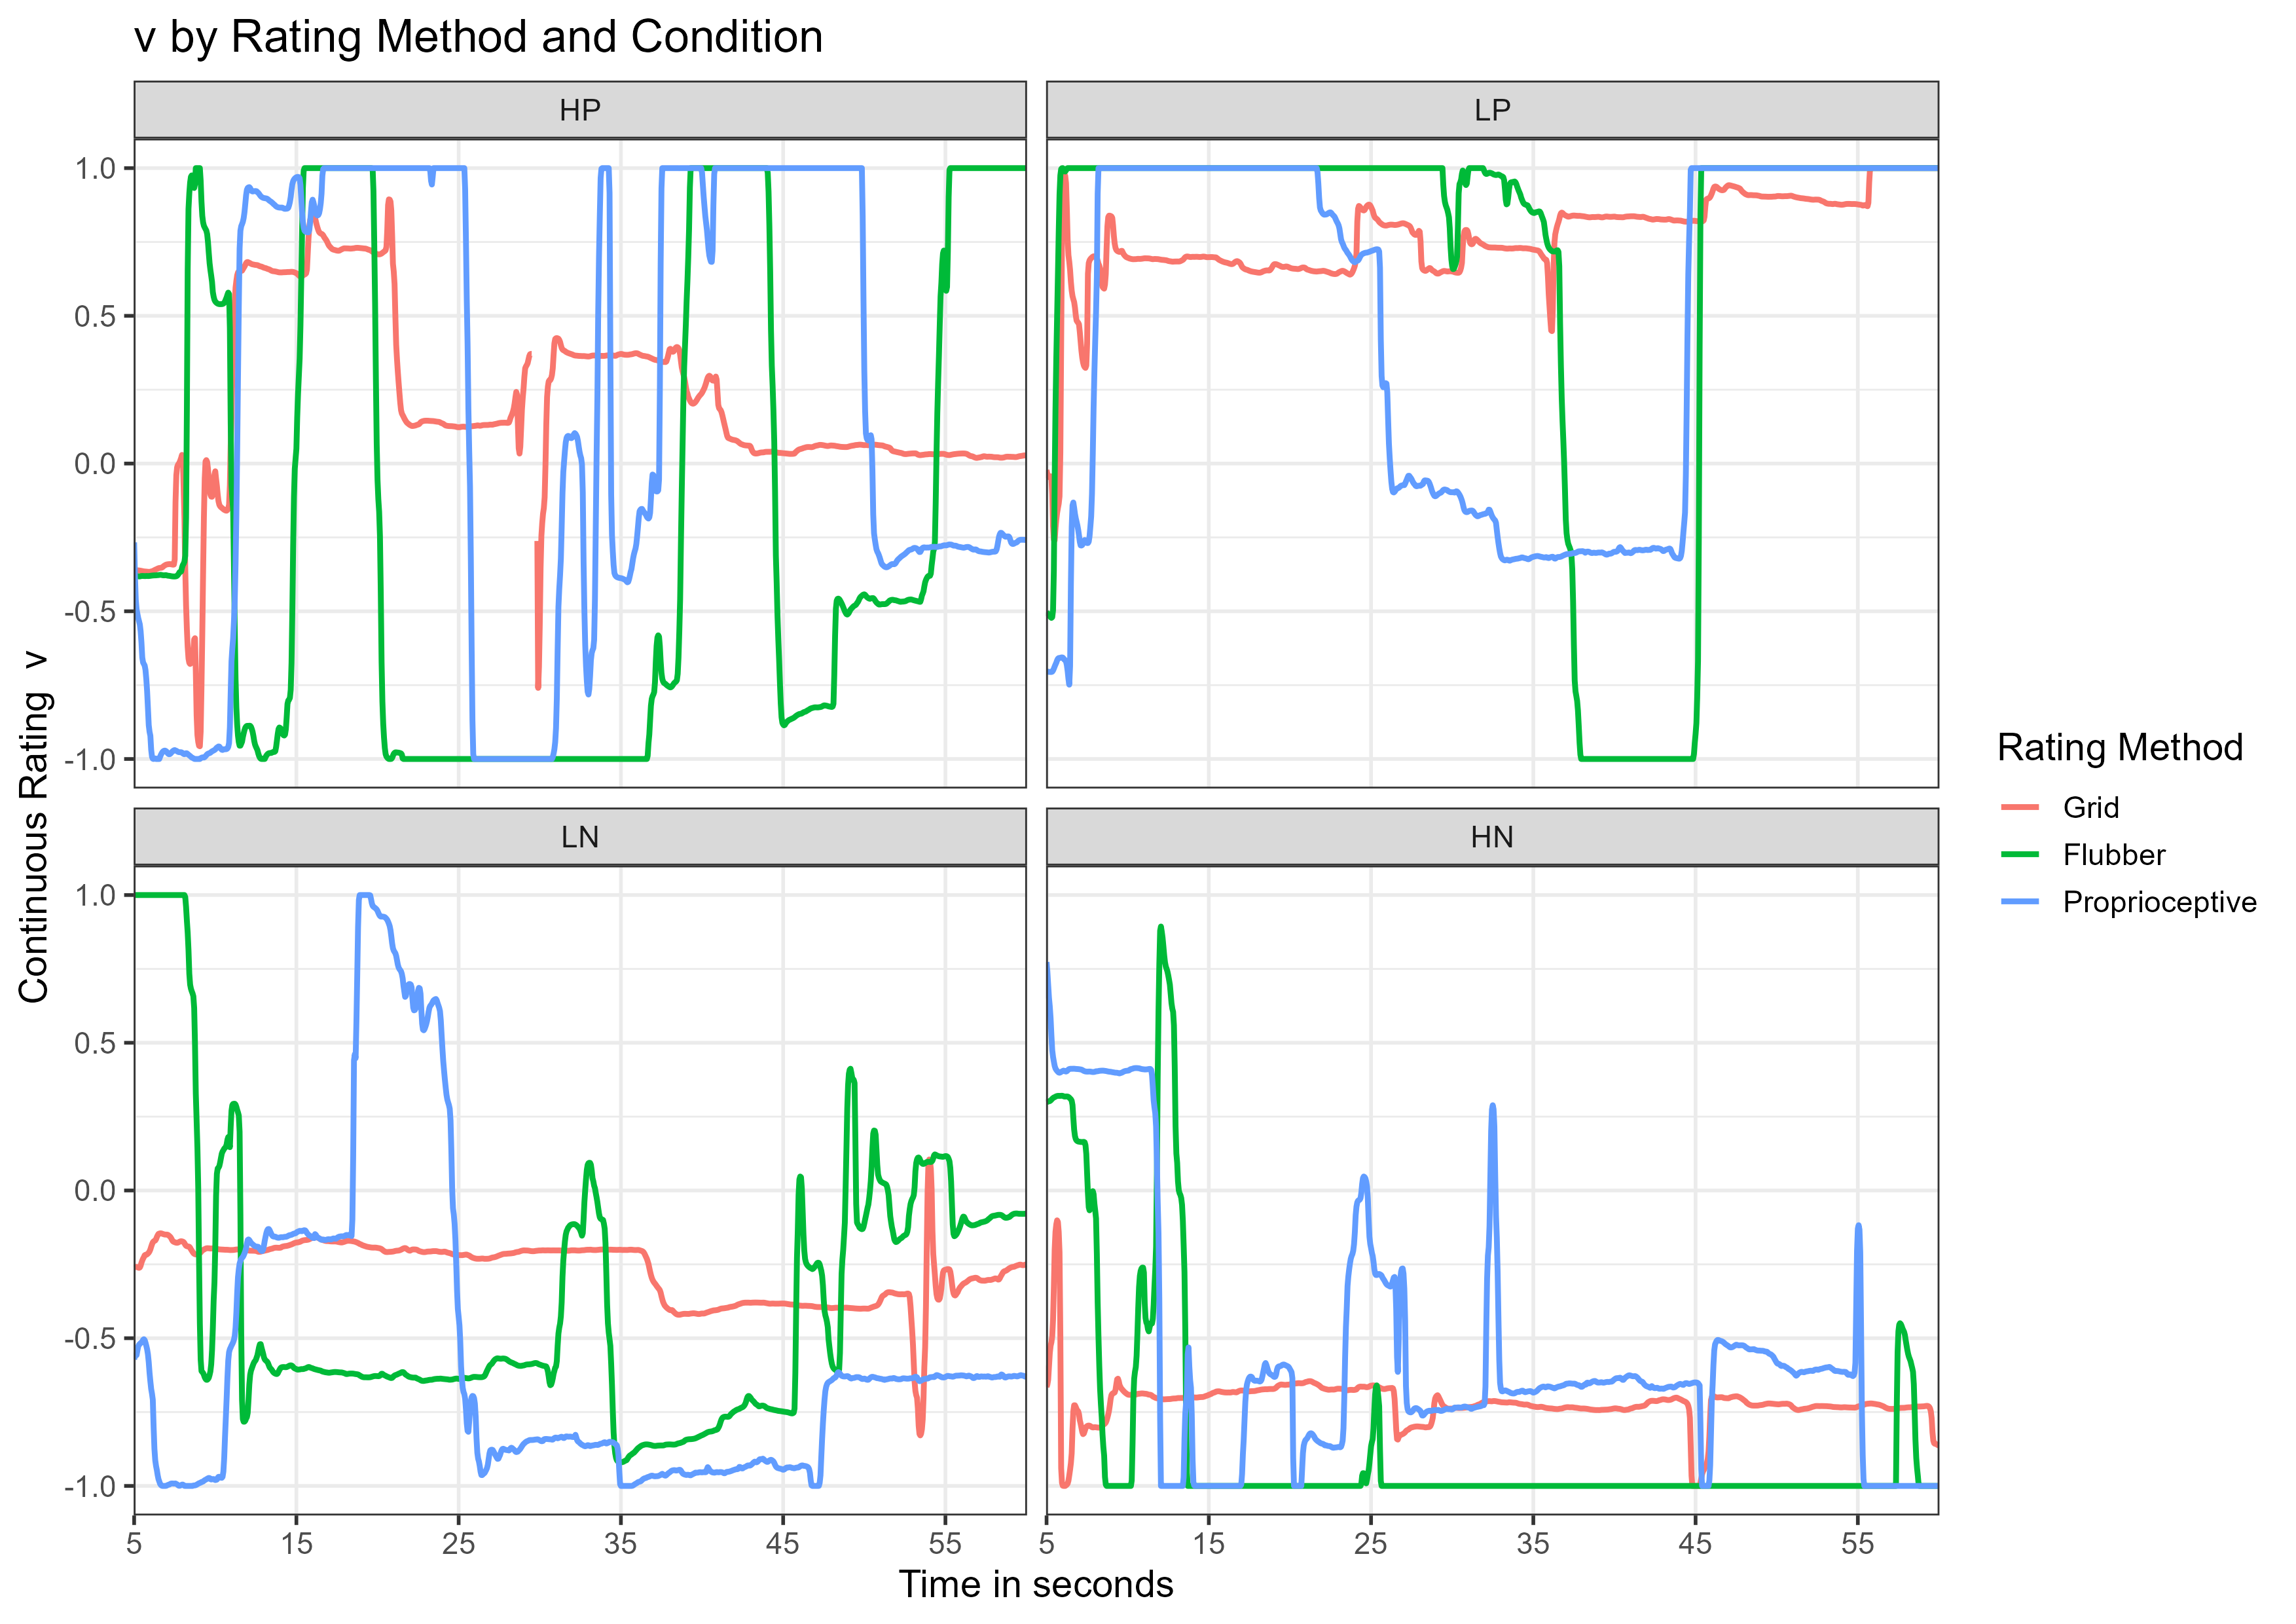 v by Rating Method and Condition
HP
LP
1.0
0.5
0.0
-0.5
-1.0
LN
HN
1.0
0.5
0.0
-0.5
-1.0
5 15 25 35 45 55
5 15 25 35 45 55
Time in seconds
Continuous Rating v
Rating Method
Grid
Flubber
Proprioceptive